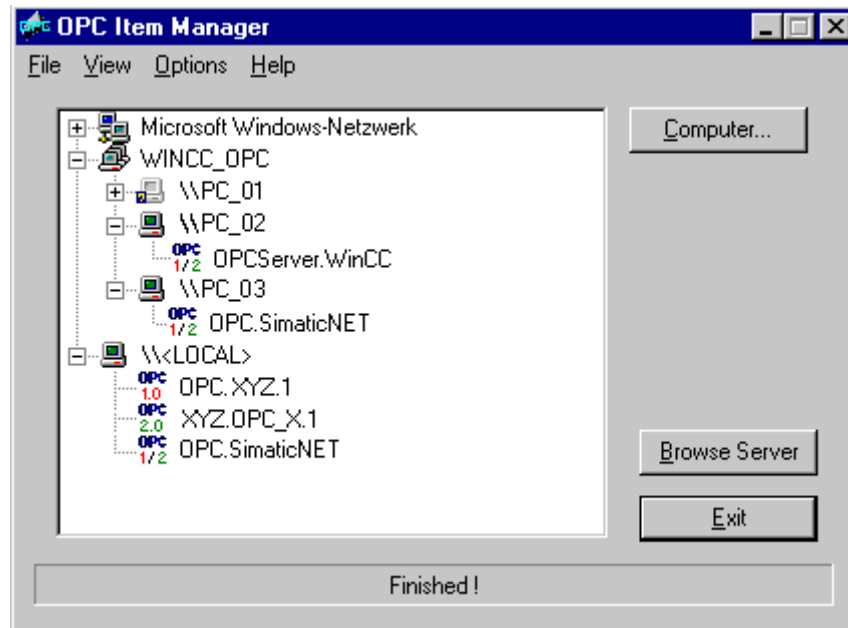 OPC Item Manager
File View Options Help
Microsoft Windows-Netzwerk
WINCC_OPC
\\PC_01
\\PC_02
OPC 1/2 OPCServer.WinCC
\\PC_03
OPC 1/2 OPC.SimaticNET
\\<LOCAL>
OPC 1.0 OPC.XYZ.1
OPC 2.0 XYZ.OPC_X.1
OPC 1/2 OPC.SimaticNET
Computer...
Browse Server
Exit
Finished !